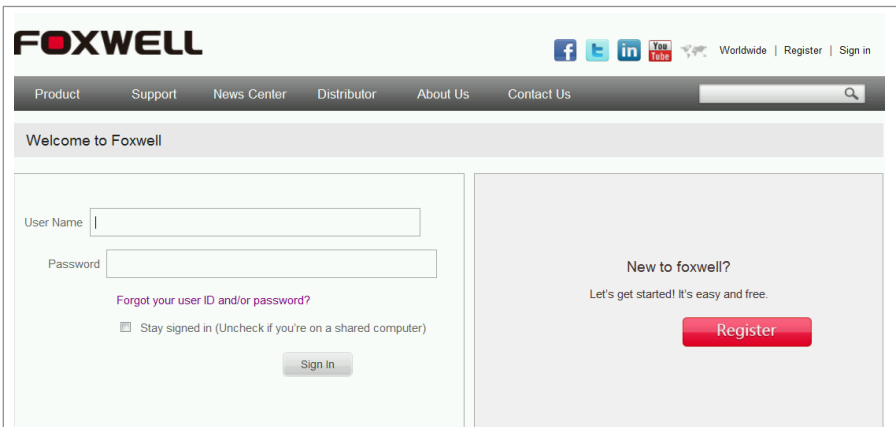 FOXWELL
f t in You Tube Worldwide | Register | Sign in
Product Support News Center Distributor About Us Contact Us
Welcome to Foxwell
User Name
Password
Forgot your user ID and/or password?
Stay signed in (Uncheck if you're on a shared computer)
Sign In
New to foxwell?
Let's get started! It's easy and free.
Register